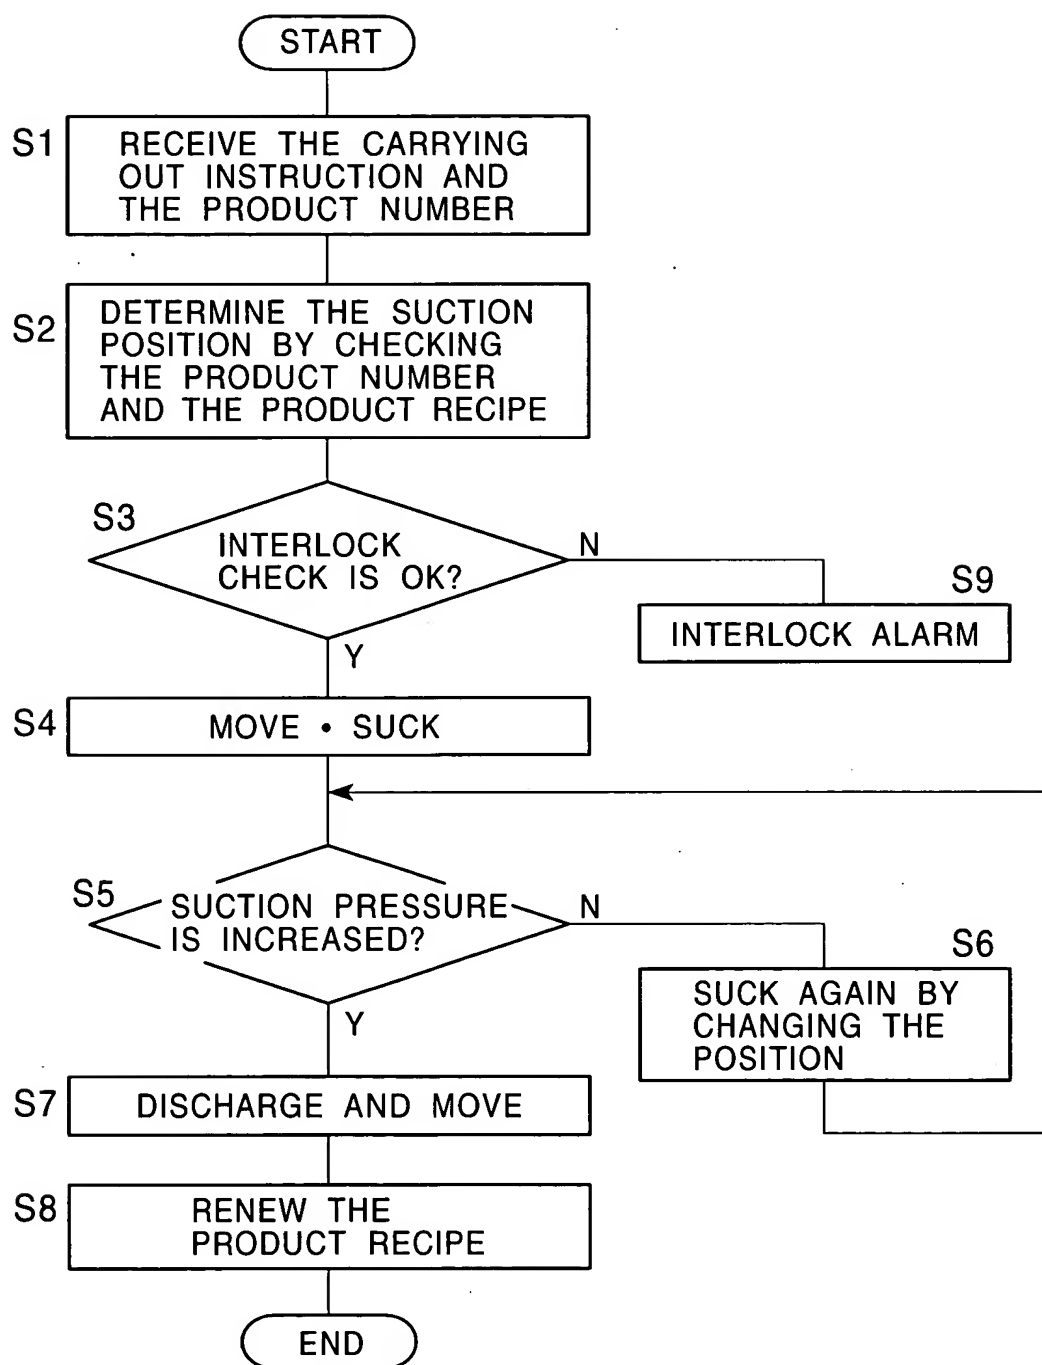 START
S1
RECEIVE THE CARRYING
OUT INSTRUCTION AND
THE PRODUCT NUMBER
S2
DETERMINE THE SUCTION
POSITION BY CHECKING
THE PRODUCT NUMBER
AND THE PRODUCT RECIPE
S3
INTERLOCK
CHECK IS OK?
N
Y
S9
INTERLOCK ALARM
S4
MOVE • SUCK
S5
SUCTION PRESSURE
IS INCREASED?
N
Y
S6
SUCK AGAIN BY
CHANGING THE
POSITION
S7
DISCHARGE AND MOVE
S8
RENEW THE
PRODUCT RECIPE
END